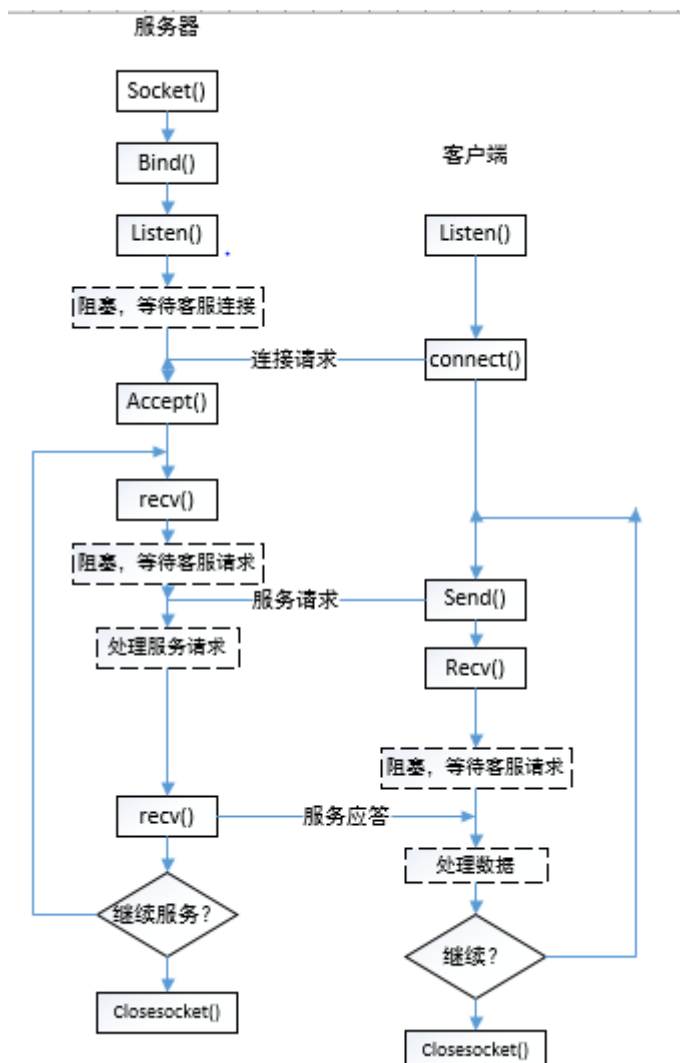 服务器
Socket()
Bind()
Listen()
阻塞，等待客服连接
Accept()
recv()
阻塞，等待客服请求
处理服务请求
recv()
继续服务?
Closesocket()
连接请求
服务请求
服务应答
客户端
Listen()
connect()
Send()
Recv()
阻塞，等待客服请求
处理数据
继续?
Closesocket()